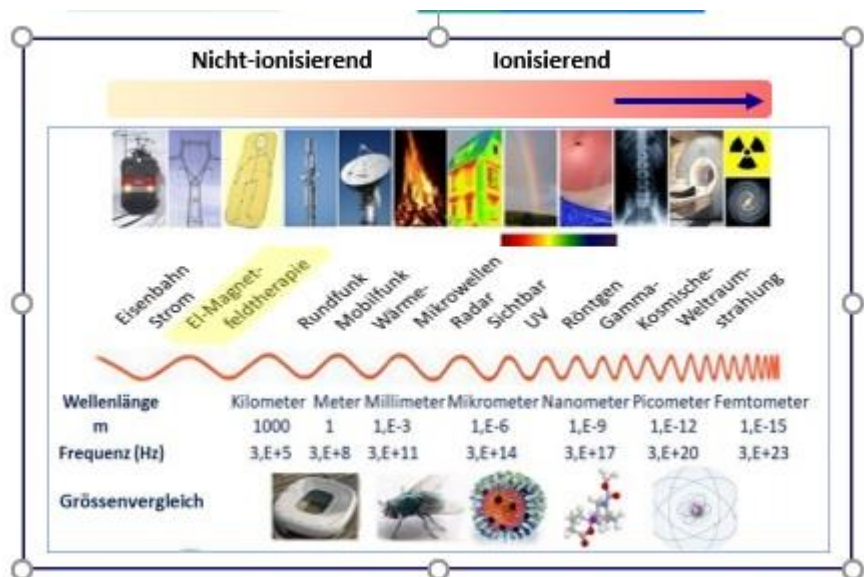 Nicht-ionisierend Ionisierend
Eisenbahn
Strom
El-Magnet-
feldtherapie
Rundfunk
Mobilfunk
Wärme-
Mikrowellen
Radar
Sichtbar
UV
Röntgen
Gamma-
Kosmische-
Weltraum-
strahlung
Wellenlänge Kilometer Meter Millimeter Mikrometer Nanometer Picometer Femtometer
m 1000 1 1,E-3 1,E-6 1,E-9 1,E-12 1,E-15
Frequenz (Hz) 3,E+5 3,E+8 3,E+11 3,E+14 3,E+17 3,E+20 3,E+23
Grössenvergleich